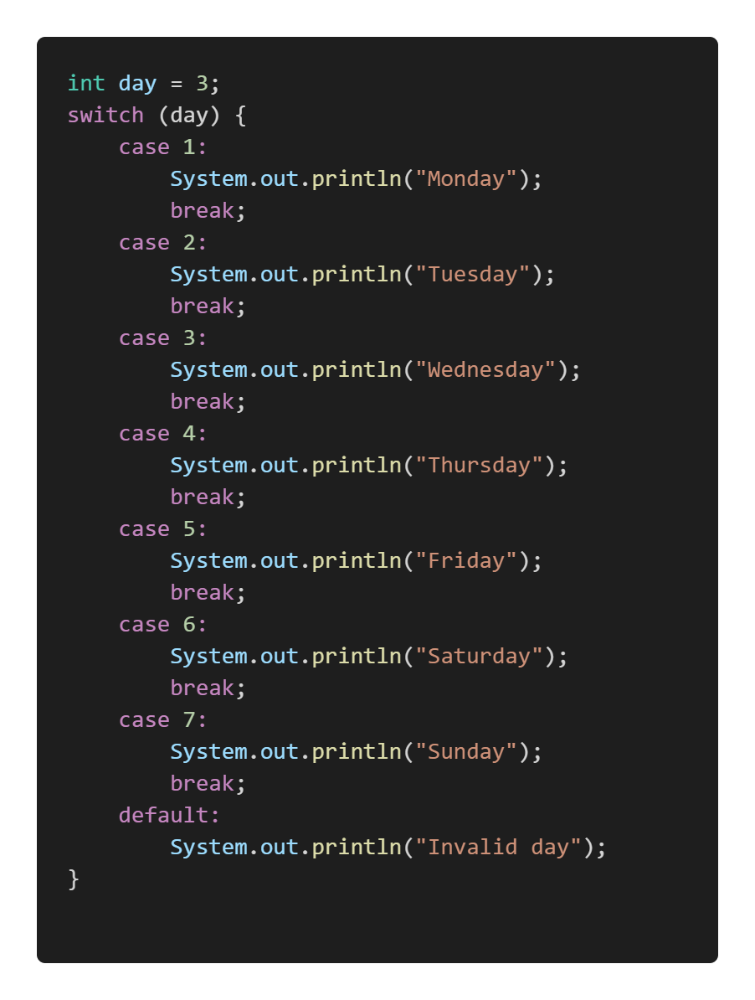 int day = 3;
switch (day) {
    case 1:
        System.out.println("Monday");
        break;
    case 2:
        System.out.println("Tuesday");
        break;
    case 3:
        System.out.println("Wednesday");
        break;
    case 4:
        System.out.println("Thursday");
        break;
    case 5:
        System.out.println("Friday");
        break;
    case 6:
        System.out.println("Saturday");
        break;
    case 7:
        System.out.println("Sunday");
        break;
    default:
        System.out.println("Invalid day");
}